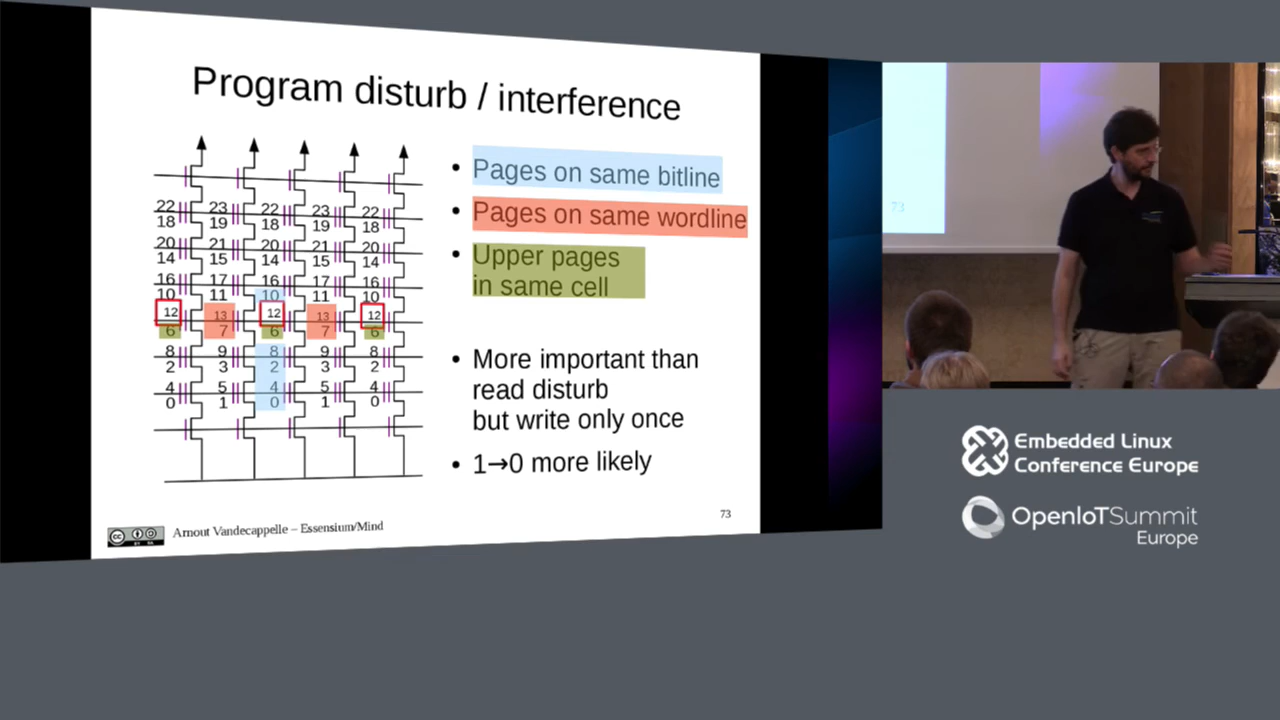 Program disturb / interference
22 23 22 23 22
18 19 18 19 18
20 21 20 21 20
14 15 14 15 14
16 17 16 17 16
10 11 10 11 10
12 13 12 13 12
6 7 6 7 6
8 9 8 9 8
2 3 2 3 2
4 5 4 5 4
0 1 0 1 0
• Pages on same bitline
• Pages on same wordline
• Upper pages
in same cell
• More important than
read disturb
but write only once
• 1→0 more likely
cc BY SA
Arnout Vandecappelle – Essensium/Mind
73
73
Embedded Linux
Conference Europe
OpenIoTSummit
Europe